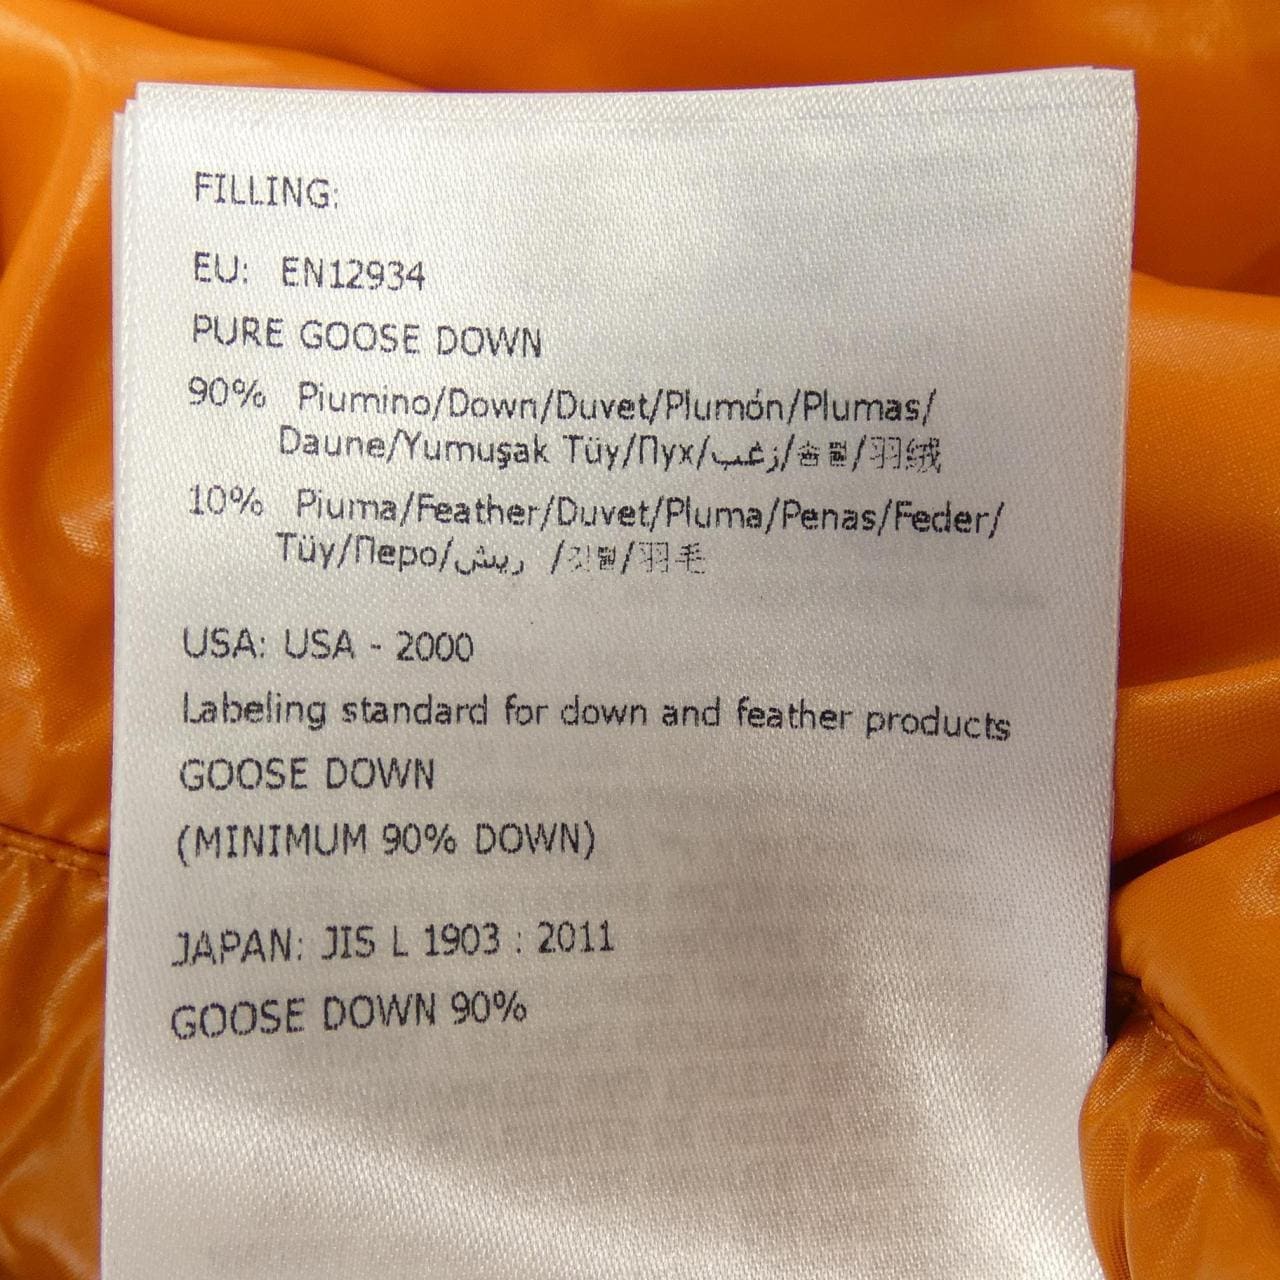 FILLING:
EU: EN12934
PURE GOOSE DOWN
90% Piumino/Down/Duvet/Plumón/Plumas/
Daune/Yumuşak Tüy/Пух/زغب/솜털/羽绒
10% Piuma/Feather/Duvet/Pluma/Penas/Feder/
Tüy/Перо/ريش /깃털/羽毛
USA: USA - 2000
Labeling standard for down and feather products
GOOSE DOWN
(MINIMUM 90% DOWN)
JAPAN: JIS L 1903 : 2011
GOOSE DOWN 90%